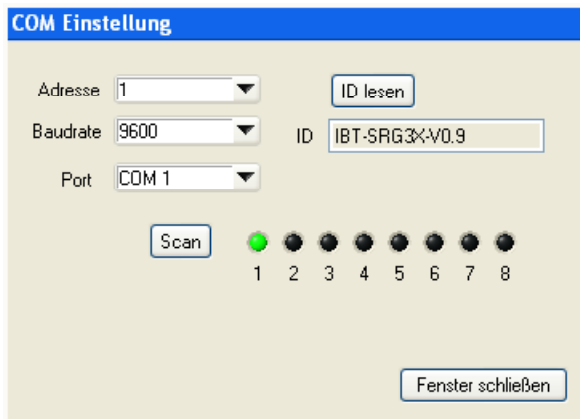 COM Einstellung
Adresse 1 ID lesen
Baudrate 9600 ID IBT-SRG3X-V0.9
Port COM 1
Scan
1 2 3 4 5 6 7 8
Fenster schließen